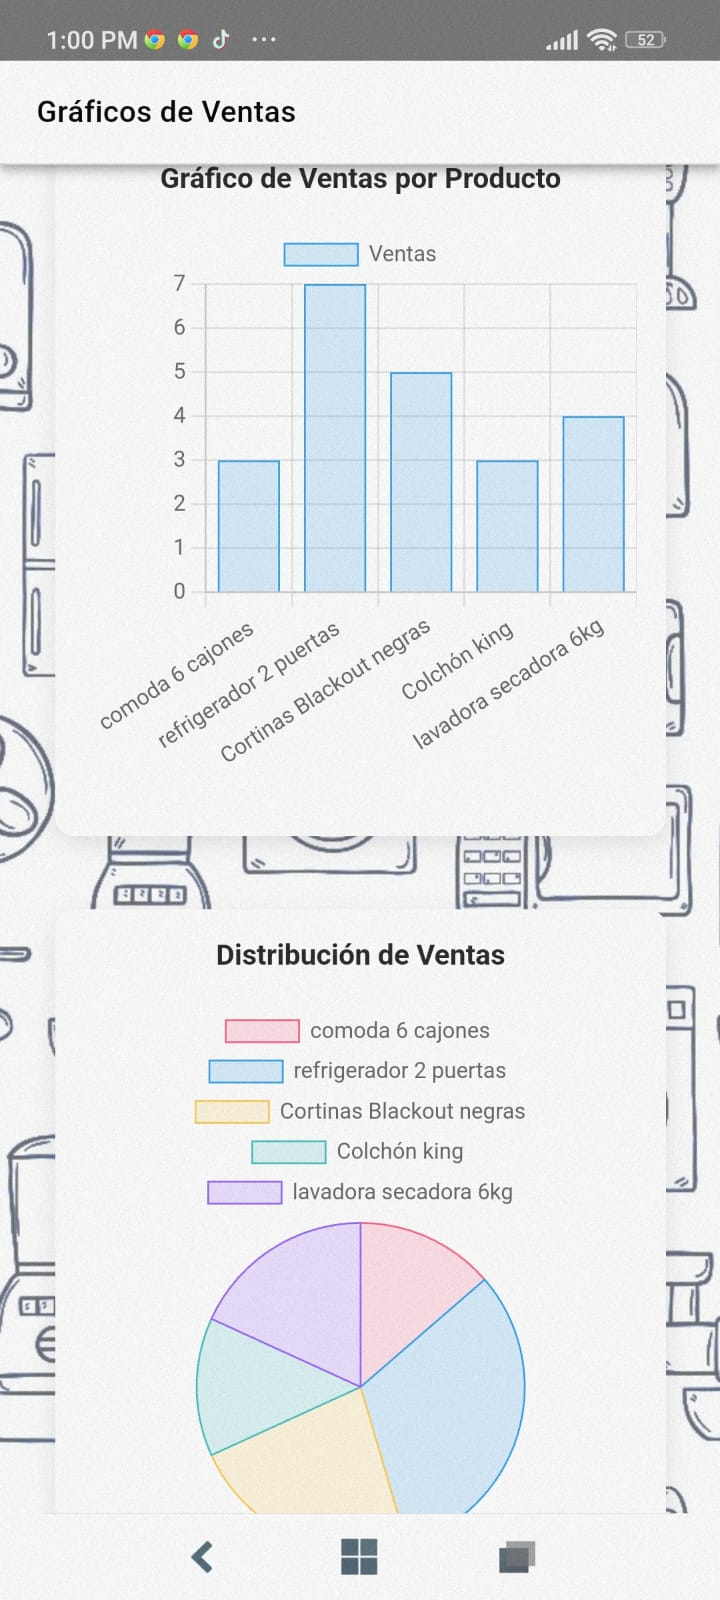 1:00 PM
52
Gráficos de Ventas
Gráfico de Ventas por Producto
Ventas
7
6
5
4
3
2
1
0
comoda 6 cajones
refrigerador 2 puertas
Cortinas Blackout negras
Colchón king
lavadora secadora 6kg
Distribución de Ventas
comoda 6 cajones
refrigerador 2 puertas
Cortinas Blackout negras
Colchón king
lavadora secadora 6kg